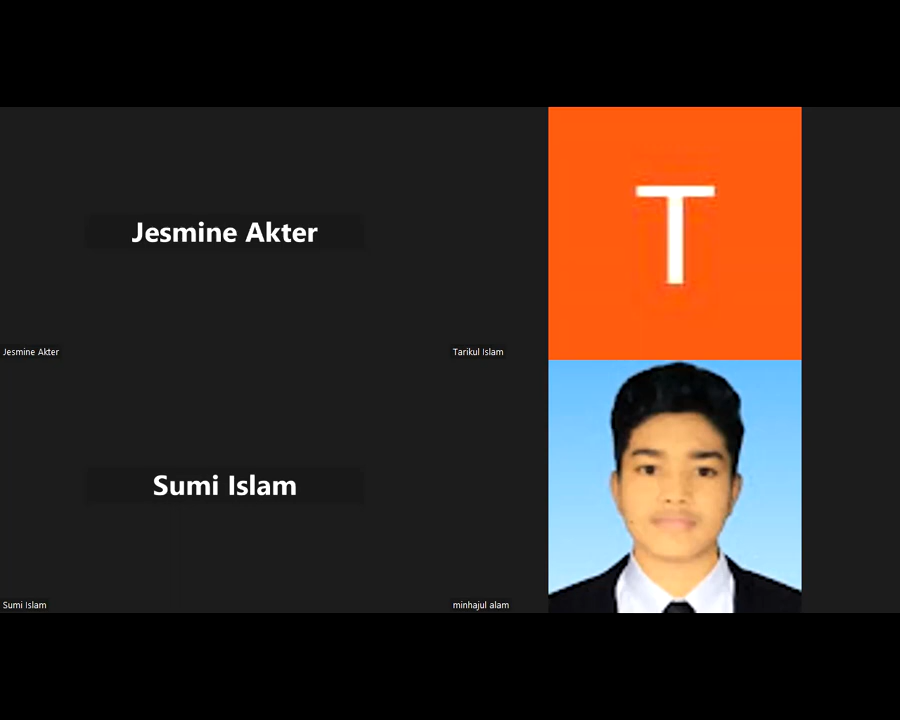 Jesmine Akter
T
Jesmine Akter
Tarikul Islam
Sumi Islam
Sumi Islam
minhajul alam